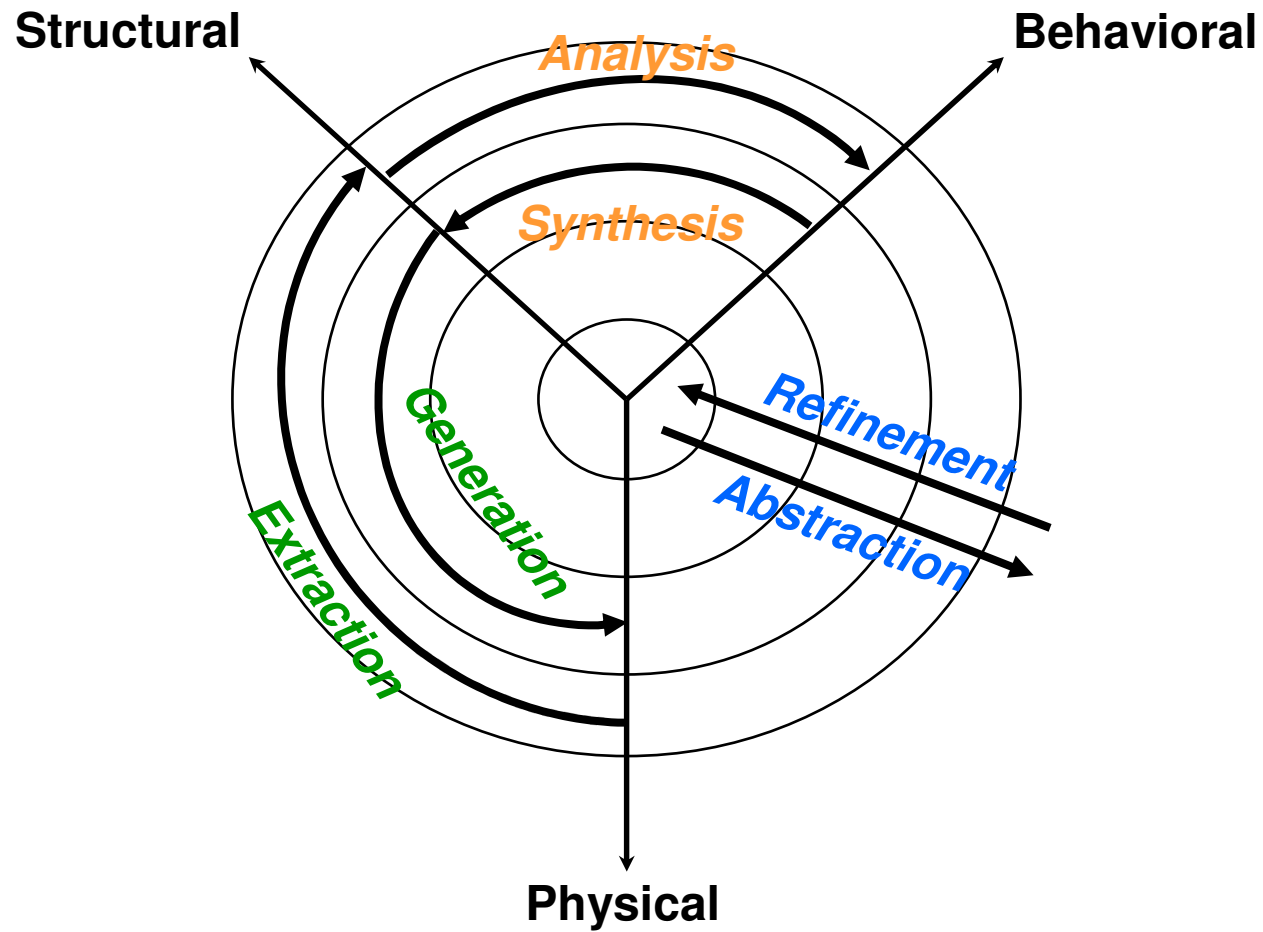 Structural
Behavioral
Analysis
Synthesis
Refinement
Abstraction
Generation
Extraction
Physical